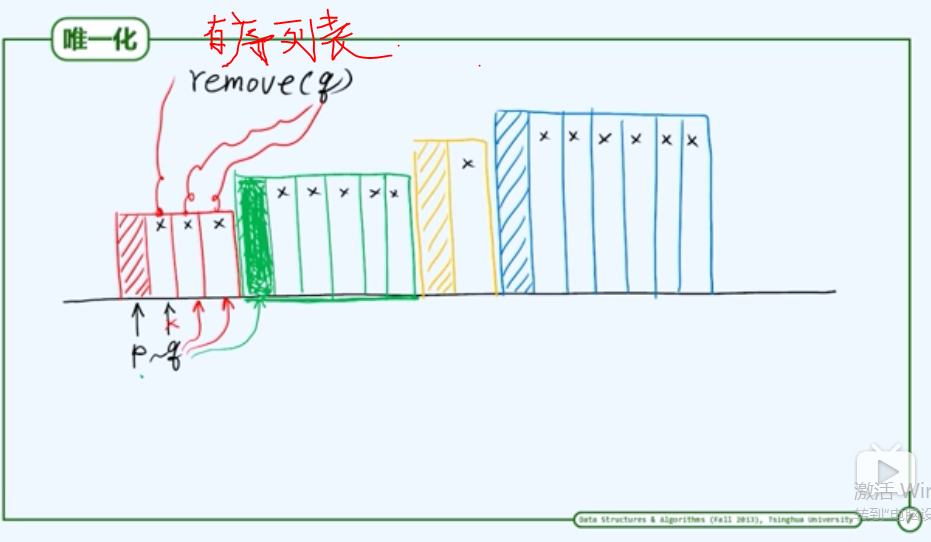 唯一化
有序列表
remove(q)
× × ×
× × × × ×
×
× × × × × ×
p~q
激活 Win
转到"电脑设
Data Structures & Algorithms (Fall 2013), Tsinghua University
7